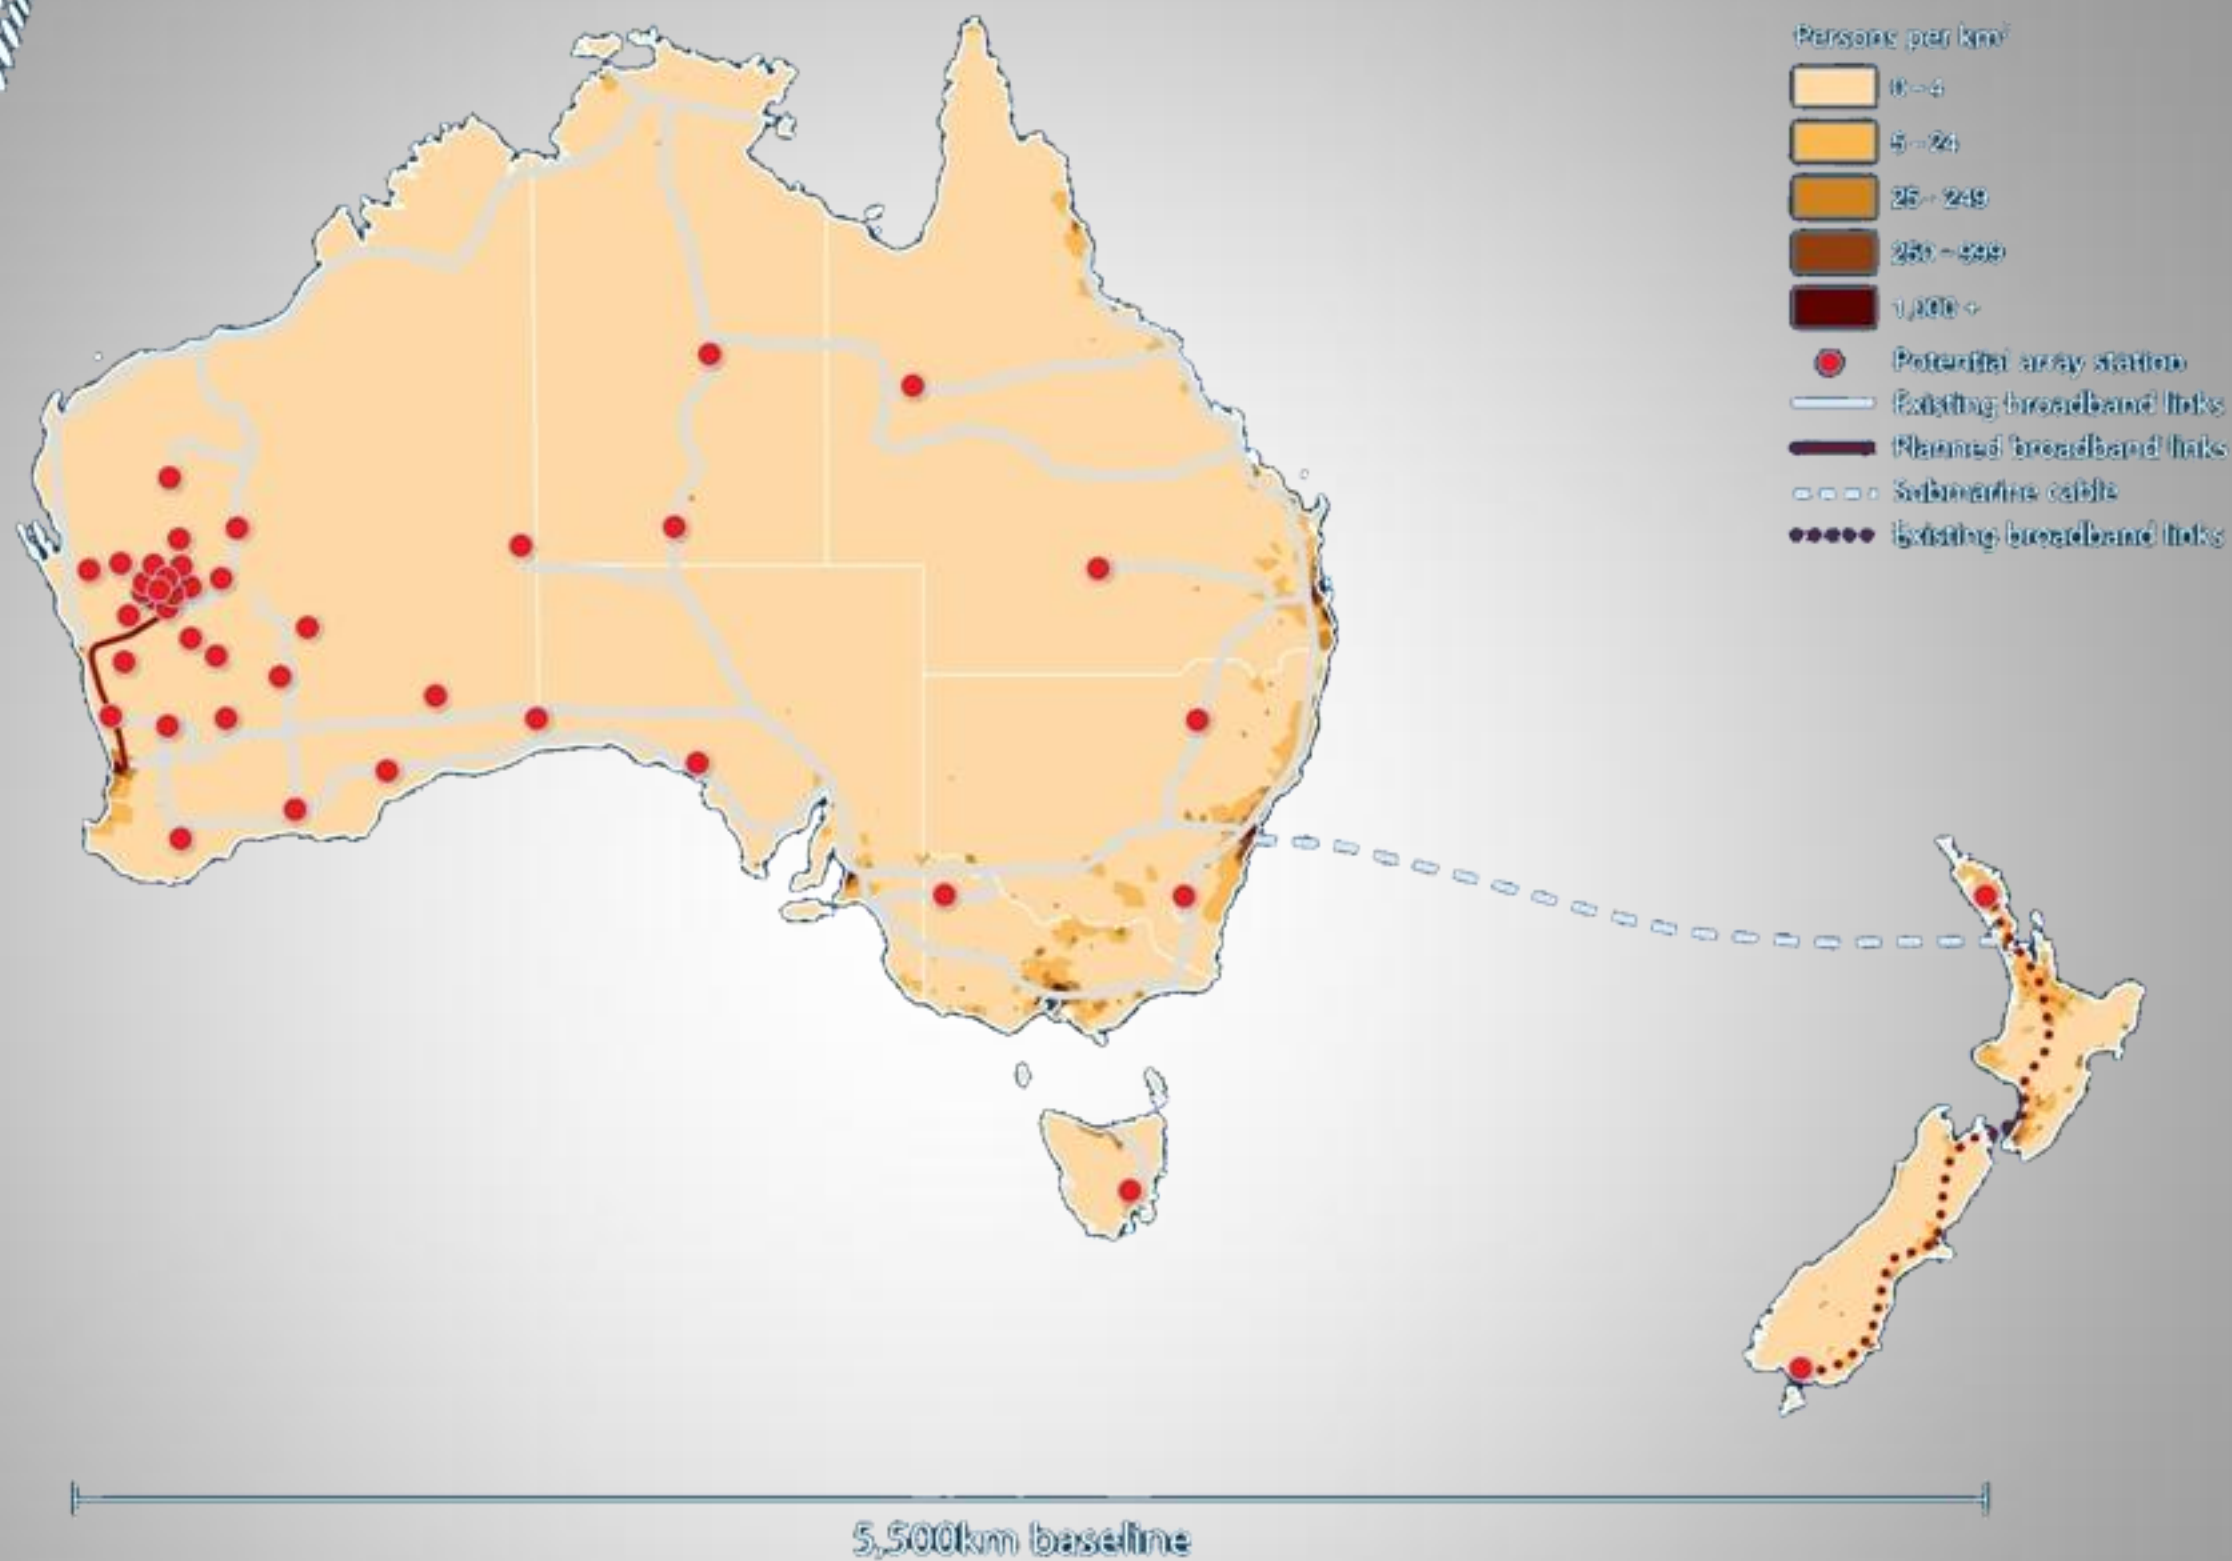 Persons per km²
0 - 4
5 - 24
25 - 249
250 - 999
1,000 +
Potential array station
Existing broadband links
Planned broadband links
Submarine cable
Existing broadband links
5,500km baseline